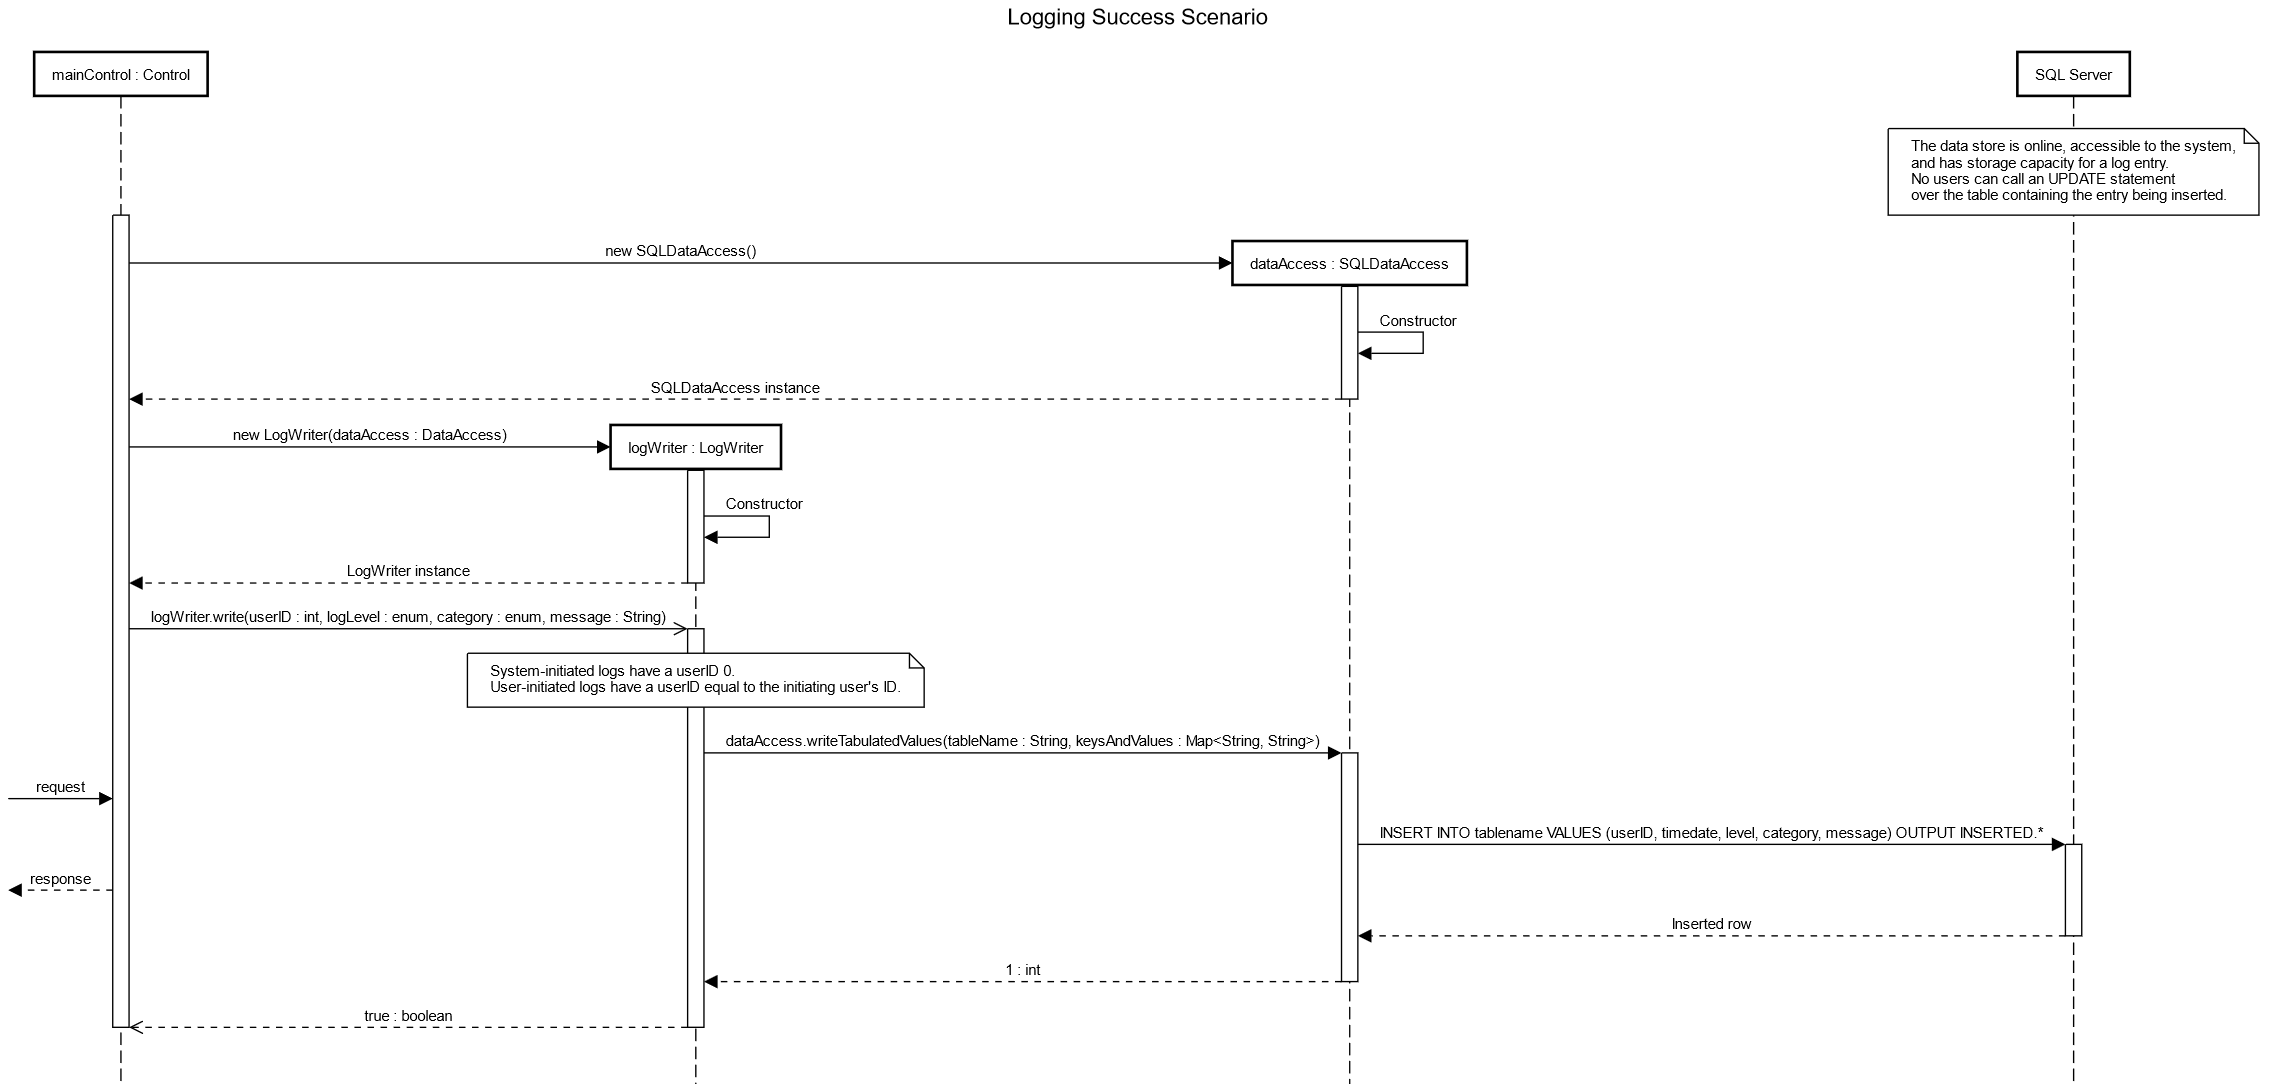 Logging Success Scenario
mainControl : Control
SQL Server
The data store is online, accessible to the system,
and has storage capacity for a log entry.
No users can call an UPDATE statement
over the table containing the entry being inserted.
new SQLDataAccess()
dataAccess : SQLDataAccess
Constructor
SQLDataAccess instance
new LogWriter(dataAccess : DataAccess)
logWriter : LogWriter
Constructor
LogWriter instance
logWriter.write(userID : int, logLevel : enum, category : enum, message : String)
System-initiated logs have a userID 0.
User-initiated logs have a userID equal to the initiating user's ID.
dataAccess.writeTabulatedValues(tableName : String, keysAndValues : Map<String, String>)
request
INSERT INTO tablename VALUES (userID, timedate, level, category, message) OUTPUT INSERTED.*
response
Inserted row
1 : int
true : boolean